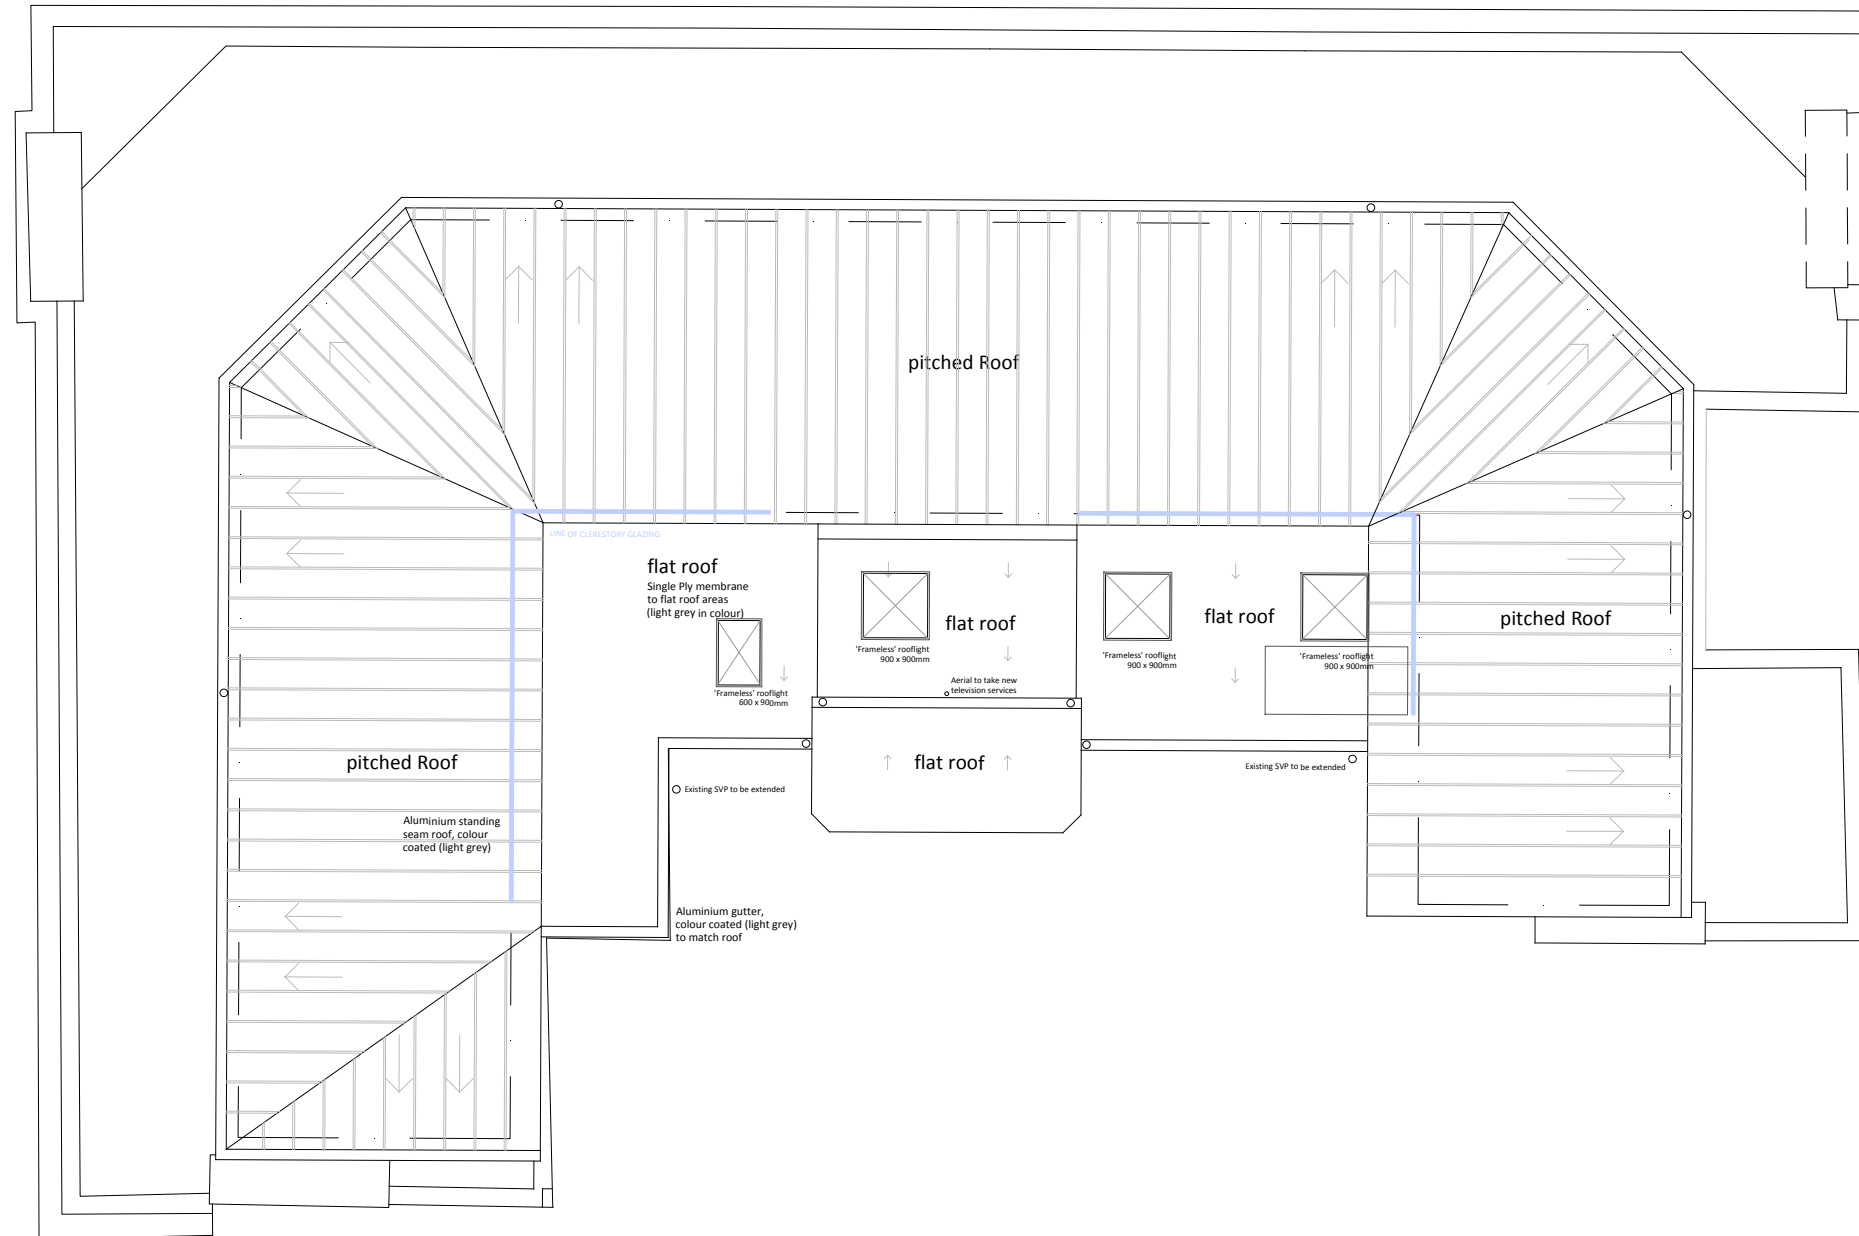 pitched Roof
LINE OF CLERESTORY GLAZING
flat roof
Single Ply membrane
to flat roof areas
(light grey in colour)
flat roof
flat roof
pitched Roof
'Frameless' rooflight
900 x 900mm
'Frameless' rooflight
900 x 900mm
'Frameless' rooflight
900 x 900mm
Aerial to take new
television services
'Frameless' rooflight
600 x 900mm
pitched Roof
flat roof
Existing SVP to be extended
Existing SVP to be extended
Aluminium standing
seam roof, colour
coated (light grey)
Aluminium gutter,
colour coated (light grey)
to match roof